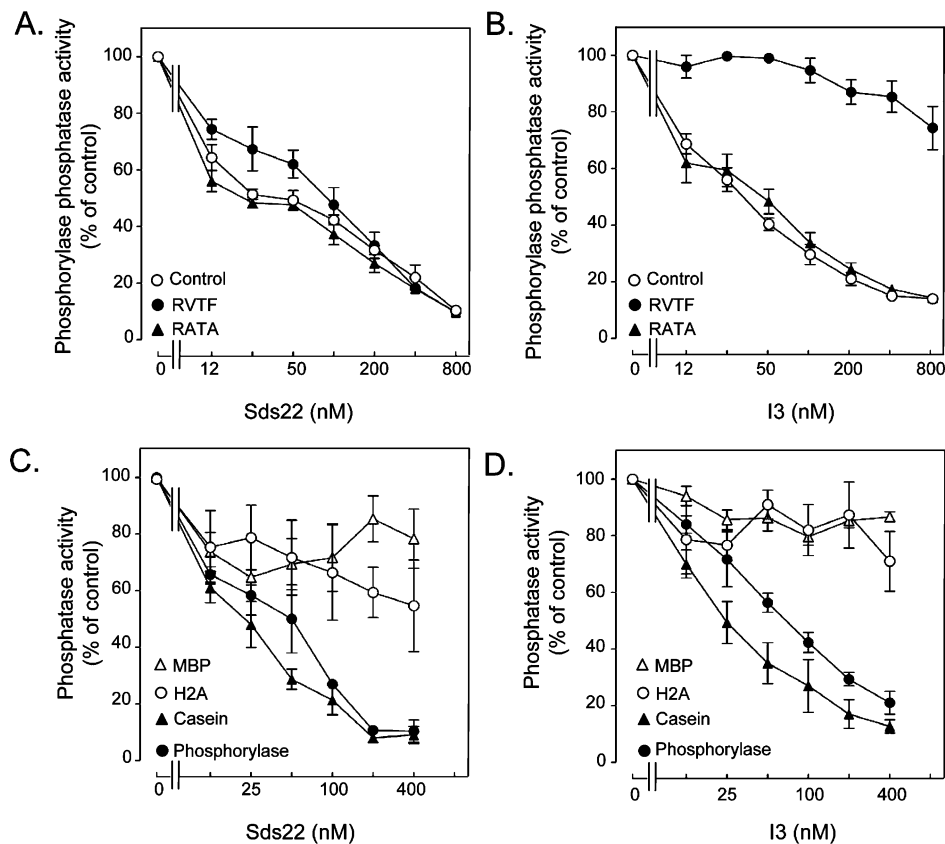 A.
Phosphorylase phosphatase activity
(% of control)
100
80
60
40
20
0
Control
RVTF
RATA
0 12 50 200 800
Sds22 (nM)
B.
Phosphorylase phosphatase activity
(% of control)
100
80
60
40
20
0
Control
RVTF
RATA
0 12 50 200 800
I3 (nM)
C.
Phosphatase activity
(% of control)
100
80
60
40
20
0
MBP
H2A
Casein
Phosphorylase
0 25 100 400
Sds22 (nM)
D.
Phosphatase activity
(% of control)
100
80
60
40
20
0
MBP
H2A
Casein
Phosphorylase
0 25 100 400
I3 (nM)